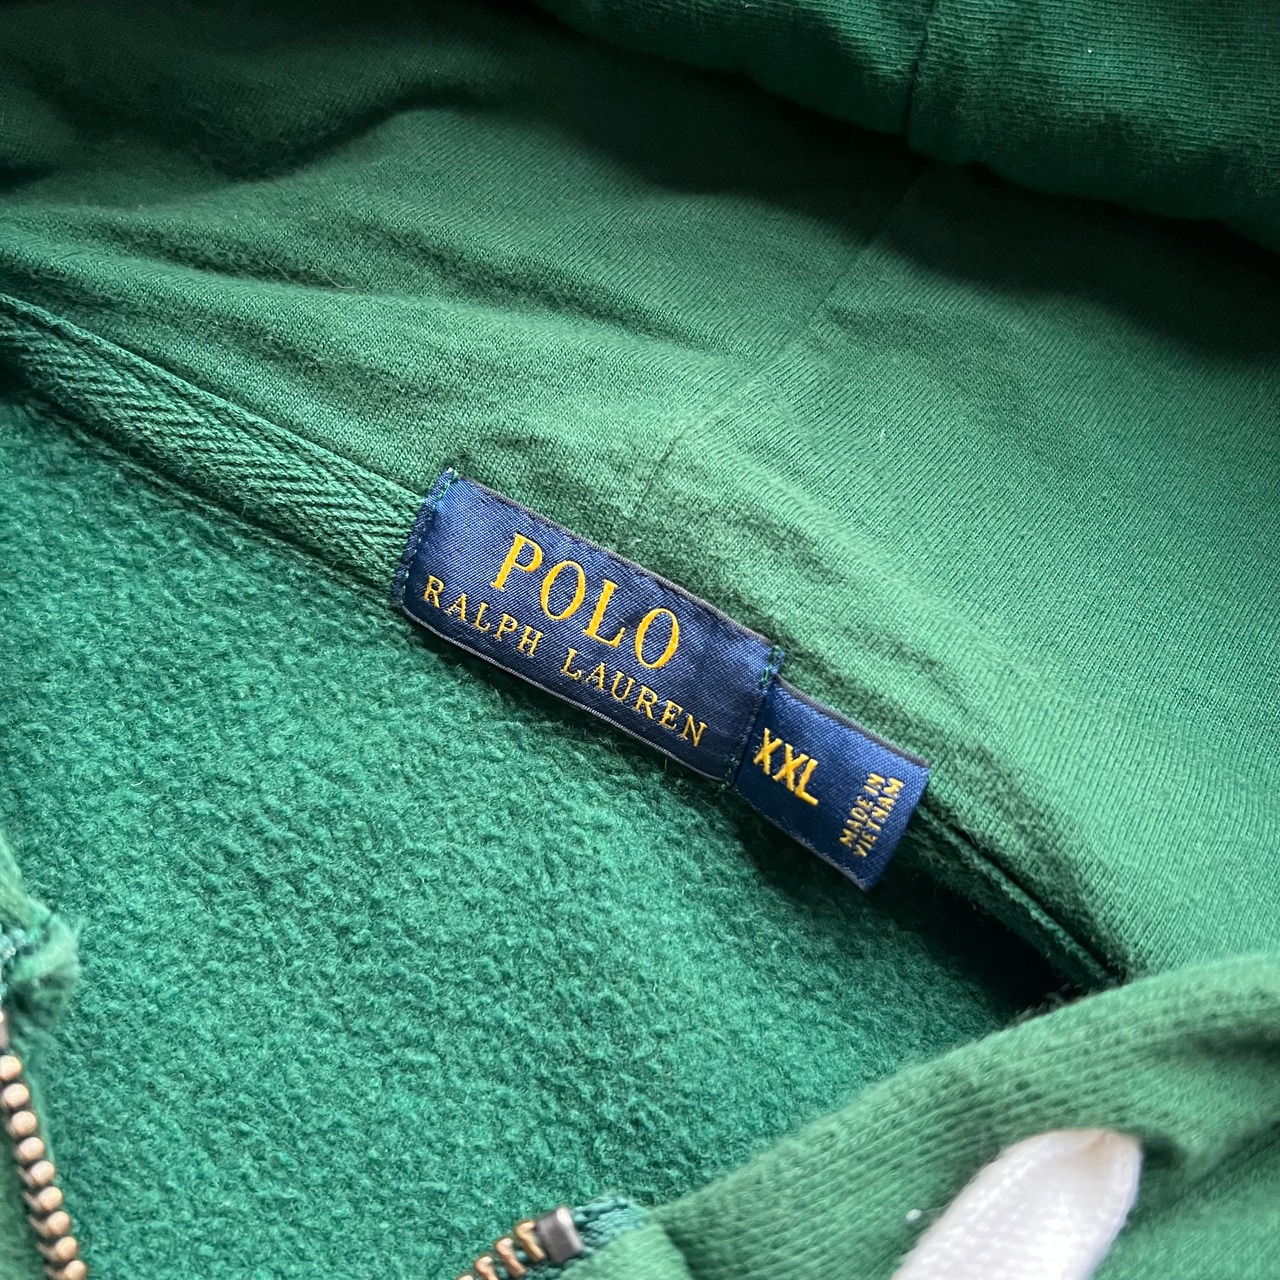 POLO
RALPH LAUREN
XXL
MADE IN
VIETNAM